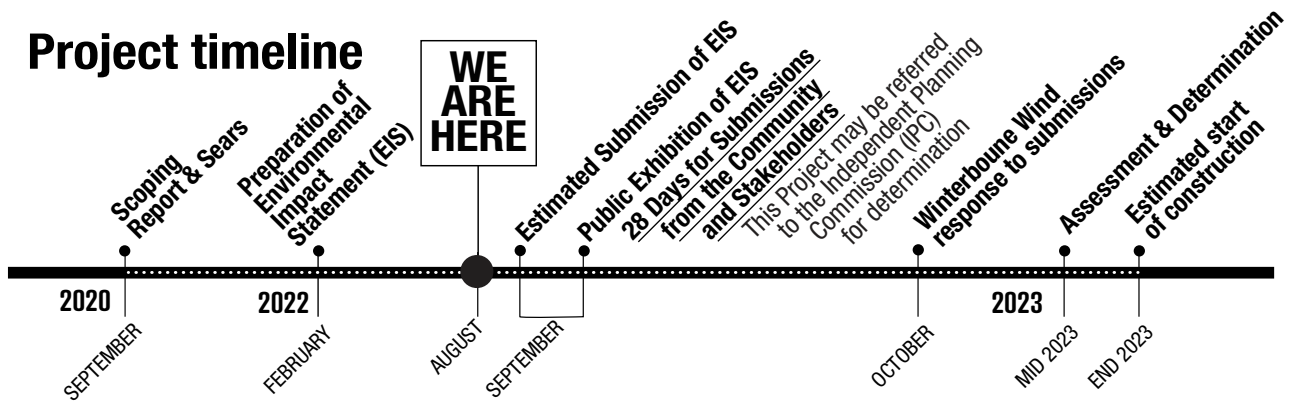 Project timeline
WE
ARE
HERE
Scoping
Report & Sears
Preparation of
Environmental
Impact
Statement (EIS)
Estimated Submission of EIS
Public Exhibition of EIS
28 Days for Submissions
from the Community
and Stakeholders
This Project may be referred
to the Independent Planning
Commission (IPC)
for determination
Winterboune Wind
response to submissions
Assessment & Determination
Estimated start
of construction
2020
2022
2023
SEPTEMBER
FEBRUARY
AUGUST
SEPTEMBER
OCTOBER
MID 2023
END 2023